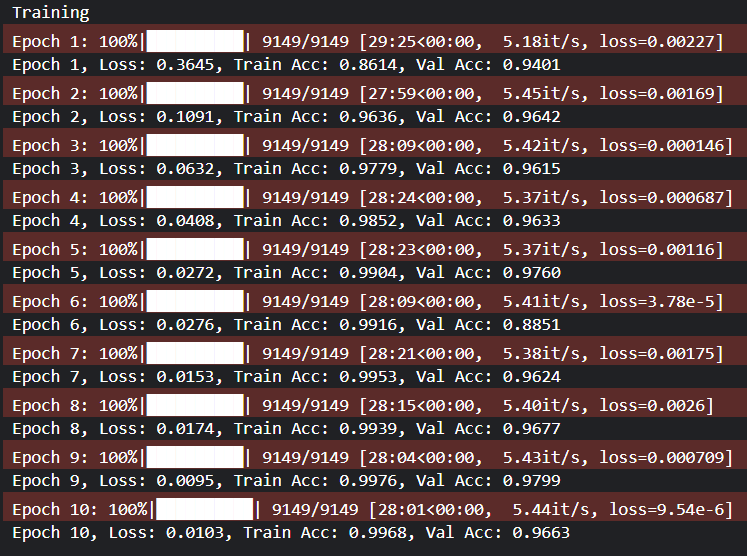 Training
Epoch 1: 100%|██████████| 9149/9149 [29:25<00:00,  5.18it/s, loss=0.00227]
Epoch 1, Loss: 0.3645, Train Acc: 0.8614, Val Acc: 0.9401
Epoch 2: 100%|██████████| 9149/9149 [27:59<00:00,  5.45it/s, loss=0.00169]
Epoch 2, Loss: 0.1091, Train Acc: 0.9636, Val Acc: 0.9642
Epoch 3: 100%|██████████| 9149/9149 [28:09<00:00,  5.42it/s, loss=0.000146]
Epoch 3, Loss: 0.0632, Train Acc: 0.9779, Val Acc: 0.9615
Epoch 4: 100%|██████████| 9149/9149 [28:24<00:00,  5.37it/s, loss=0.000687]
Epoch 4, Loss: 0.0408, Train Acc: 0.9852, Val Acc: 0.9633
Epoch 5: 100%|██████████| 9149/9149 [28:23<00:00,  5.37it/s, loss=0.00116]
Epoch 5, Loss: 0.0272, Train Acc: 0.9904, Val Acc: 0.9760
Epoch 6: 100%|██████████| 9149/9149 [28:09<00:00,  5.41it/s, loss=3.78e-5]
Epoch 6, Loss: 0.0276, Train Acc: 0.9916, Val Acc: 0.8851
Epoch 7: 100%|██████████| 9149/9149 [28:21<00:00,  5.38it/s, loss=0.00175]
Epoch 7, Loss: 0.0153, Train Acc: 0.9953, Val Acc: 0.9624
Epoch 8: 100%|██████████| 9149/9149 [28:15<00:00,  5.40it/s, loss=0.0026]
Epoch 8, Loss: 0.0174, Train Acc: 0.9939, Val Acc: 0.9677
Epoch 9: 100%|██████████| 9149/9149 [28:04<00:00,  5.43it/s, loss=0.000709]
Epoch 9, Loss: 0.0095, Train Acc: 0.9976, Val Acc: 0.9799
Epoch 10: 100%|██████████| 9149/9149 [28:01<00:00,  5.44it/s, loss=9.54e-6]
Epoch 10, Loss: 0.0103, Train Acc: 0.9968, Val Acc: 0.9663